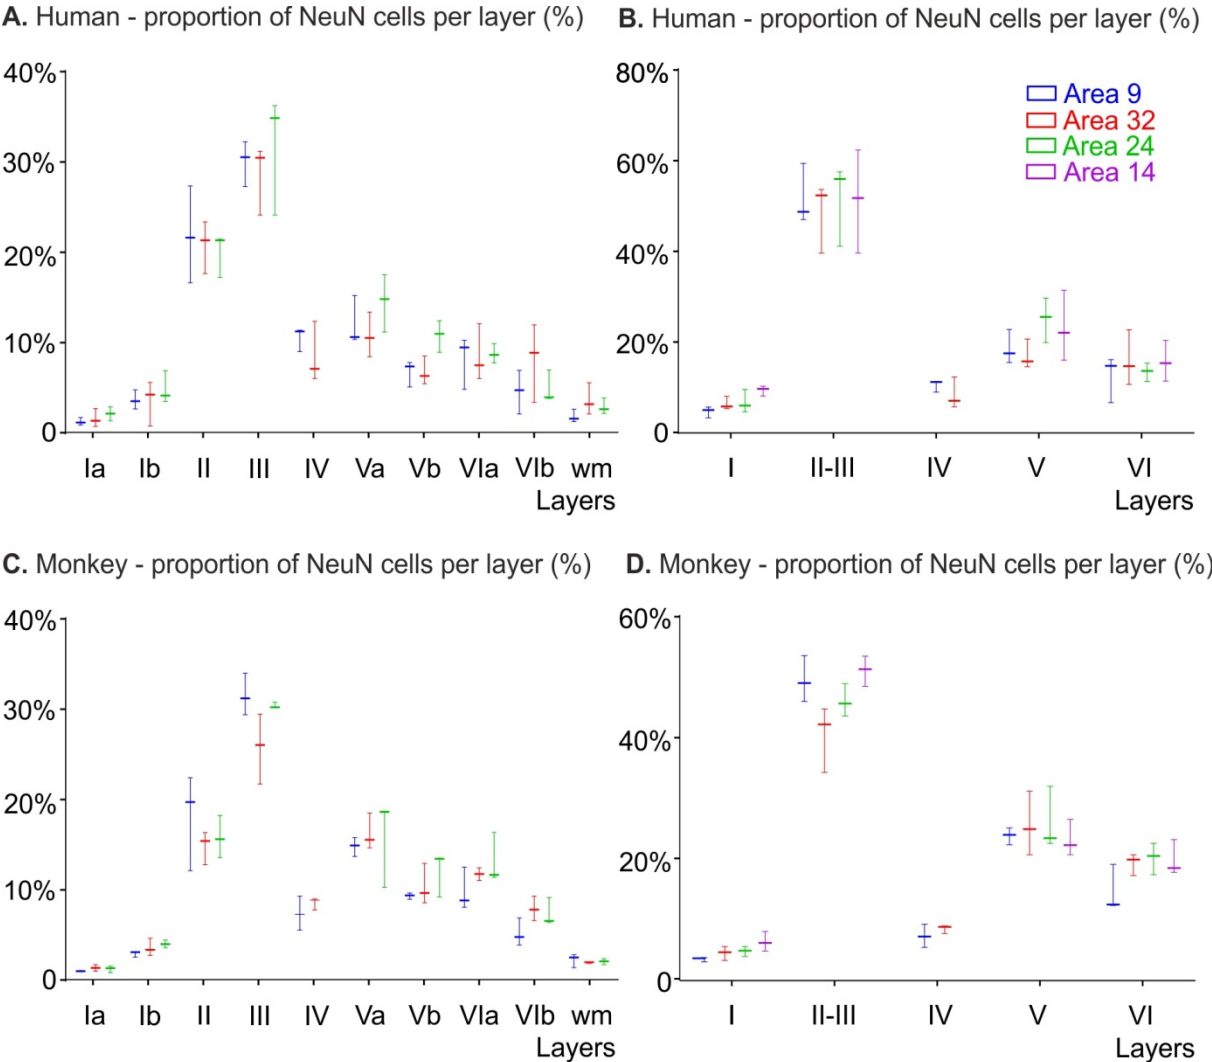 A. Human - proportion of NeuN cells per layer (%)
40%
30%
20%
10%
0
Ia Ib II III IV Va Vb VIa VIb wm
Layers
B. Human - proportion of NeuN cells per layer (%)
80%
60%
40%
20%
0
Area 9
Area 32
Area 24
Area 14
I II-III IV V VI
Layers
C. Monkey - proportion of NeuN cells per layer (%)
40%
30%
20%
10%
0
Ia Ib II III IV Va Vb VIa VIb wm
Layers
D. Monkey - proportion of NeuN cells per layer (%)
60%
40%
20%
0
I II-III IV V VI
Layers